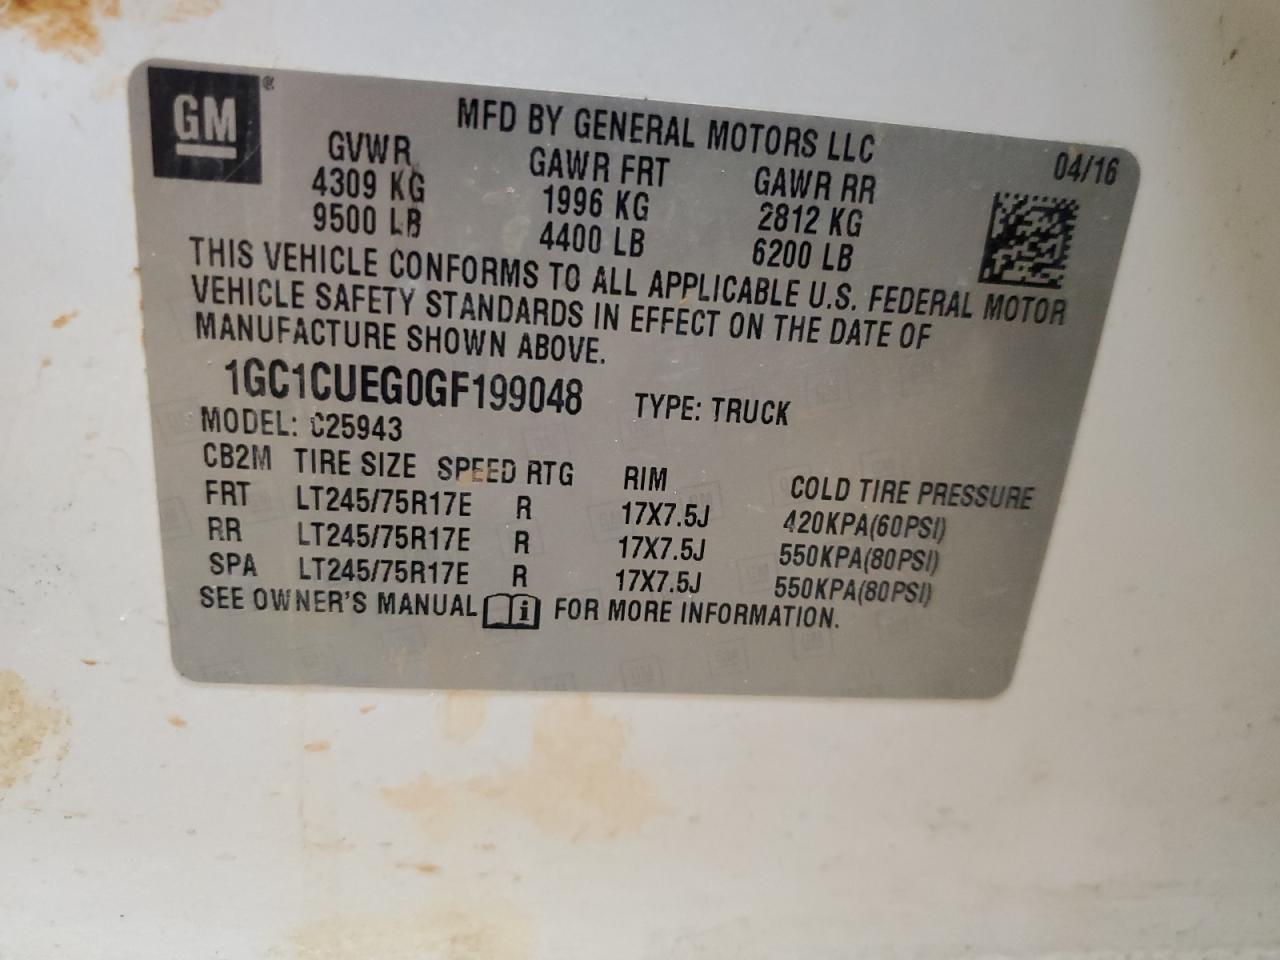 GM ®
MFD BY GENERAL MOTORS LLC 04/16
GVWR GAWR FRT GAWR RR
4309 KG 1996 KG 2812 KG
9500 LB 4400 LB 6200 LB
THIS VEHICLE CONFORMS TO ALL APPLICABLE U.S. FEDERAL MOTOR
VEHICLE SAFETY STANDARDS IN EFFECT ON THE DATE OF
MANUFACTURE SHOWN ABOVE.
1GC1CUEG0GF199048 TYPE: TRUCK
MODEL: C25943
CB2M TIRE SIZE SPEED RTG RIM COLD TIRE PRESSURE
FRT LT245/75R17E R 17X7.5J 420KPA(60PSI)
RR LT245/75R17E R 17X7.5J 550KPA(80PSI)
SPA LT245/75R17E R 17X7.5J 550KPA(80PSI)
SEE OWNER'S MANUAL i FOR MORE INFORMATION.